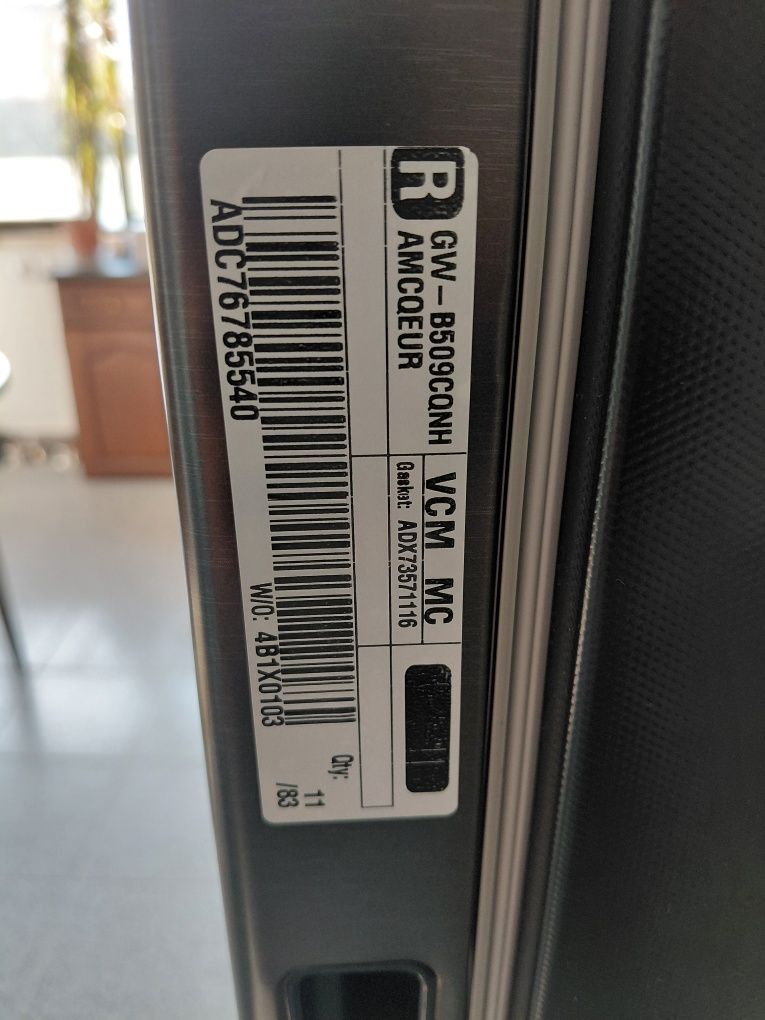 R
GW-B509CQNH
AMCQEUR
VCM MC
Gasket: ADX73571116
ADC76785540
W/O: 4B1X0103
Qty: 11
/83